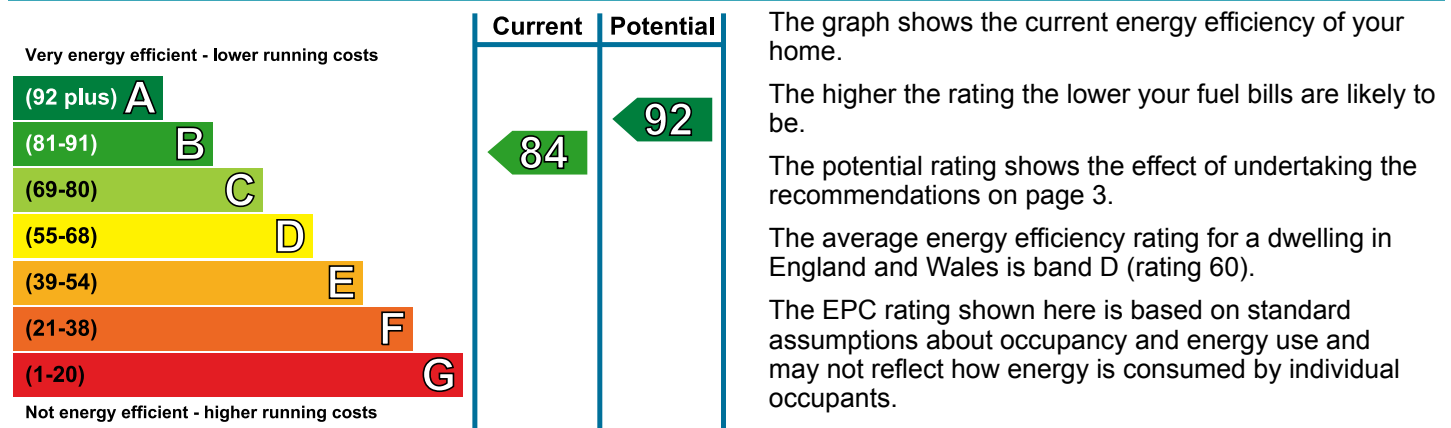 Current Potential
Very energy efficient - lower running costs
(92 plus) A
(81-91) B
(69-80) C
(55-68) D
(39-54) E
(21-38) F
(1-20) G
Not energy efficient - higher running costs
84
92
The graph shows the current energy efficiency of your
home.
The higher the rating the lower your fuel bills are likely to
be.
The potential rating shows the effect of undertaking the
recommendations on page 3.
The average energy efficiency rating for a dwelling in
England and Wales is band D (rating 60).
The EPC rating shown here is based on standard
assumptions about occupancy and energy use and
may not reflect how energy is consumed by individual
occupants.